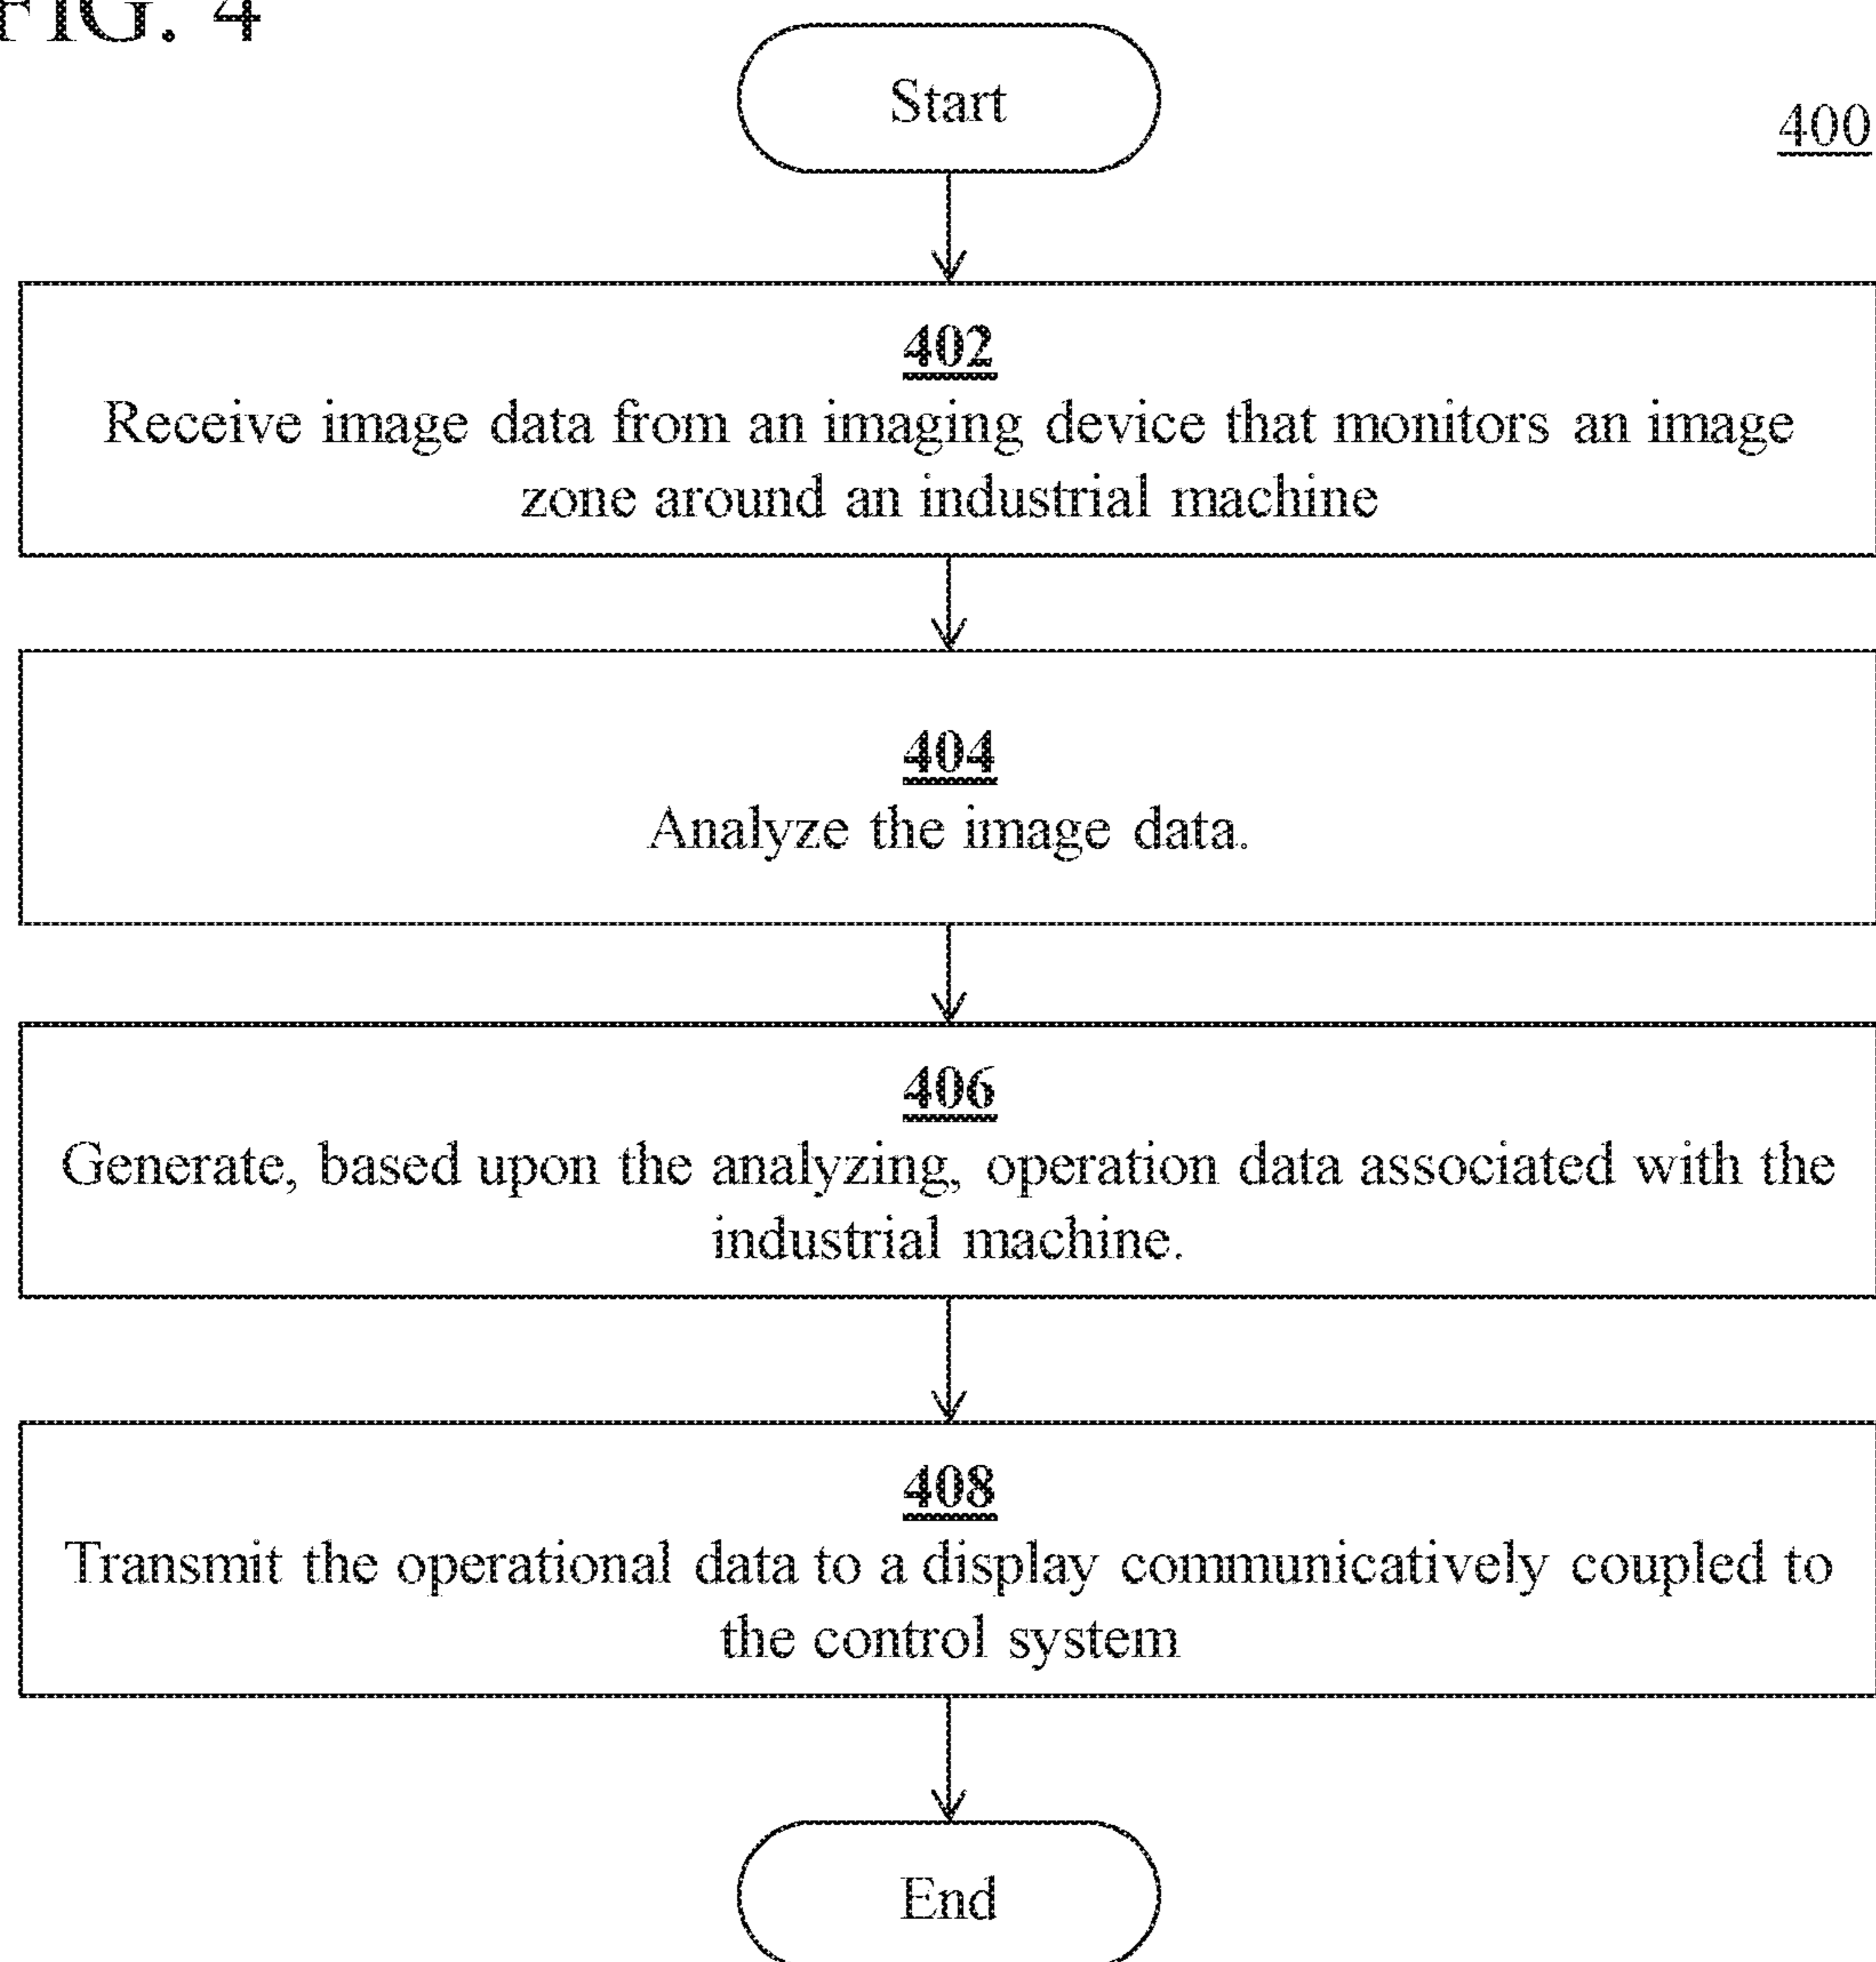 FIG. 4
Start
400
402
Receive image data from an imaging device that monitors an image
zone around an industrial machine
404
Analyze the image data.
406
Generate, based upon the analyzing, operation data associated with the
industrial machine.
408
Transmit the operational data to a display communicatively coupled to
the control system
End